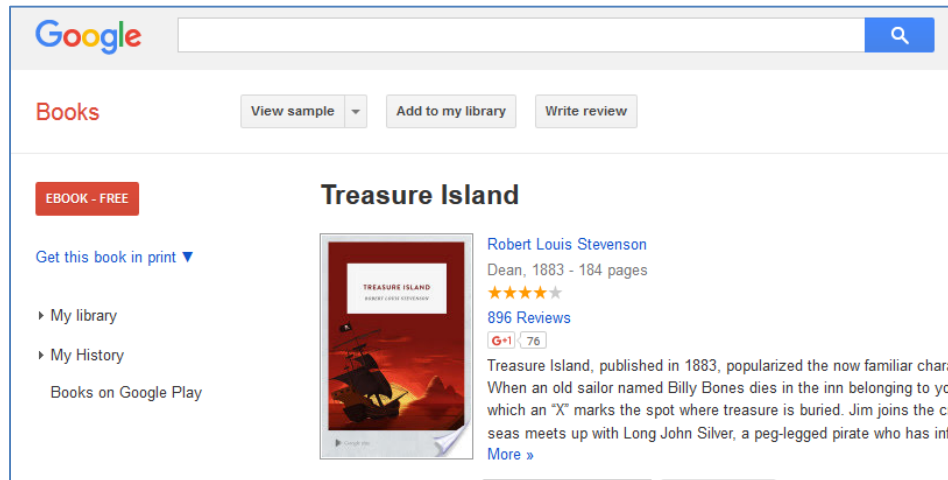 Google
Books
View sample
Add to my library
Write review
EBOOK - FREE
Get this book in print ▼
My library
My History
Books on Google Play
Treasure Island
TREASURE ISLAND
ROBERT LOUIS STEVENSON
Robert Louis Stevenson
Dean, 1883 - 184 pages
896 Reviews
G+1 76
Treasure Island, published in 1883, popularized the now familiar chara
When an old sailor named Billy Bones dies in the inn belonging to yo
which an “X” marks the spot where treasure is buried. Jim joins the c
seas meets up with Long John Silver, a peg-legged pirate who has inf
More »